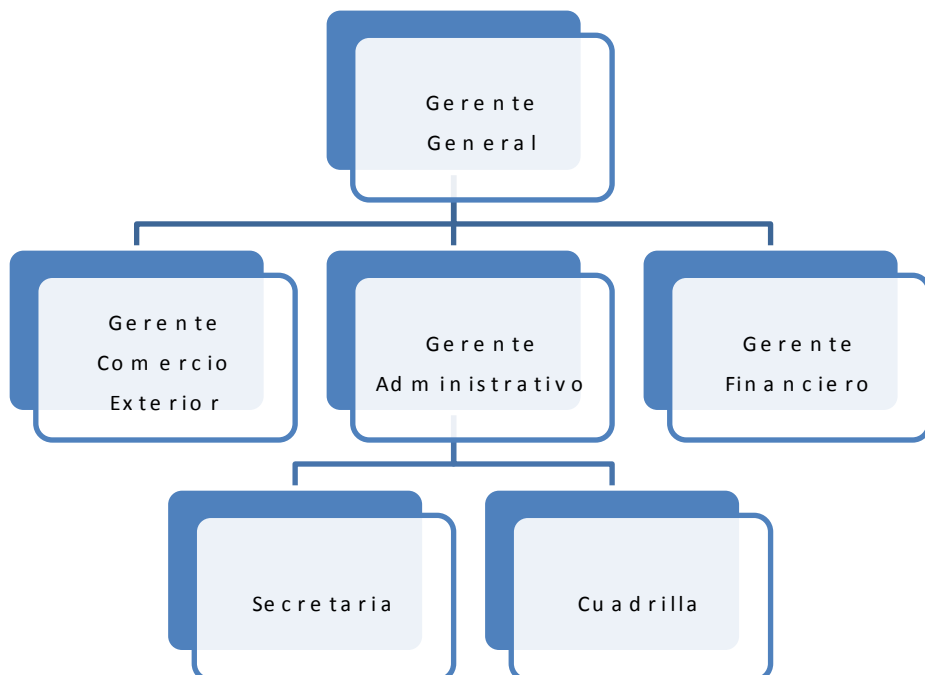 Gerente
General
Gerente
Comercio
Exterior
Gerente
Administrativo
Gerente
Financiero
Secretaria
Cuadrilla